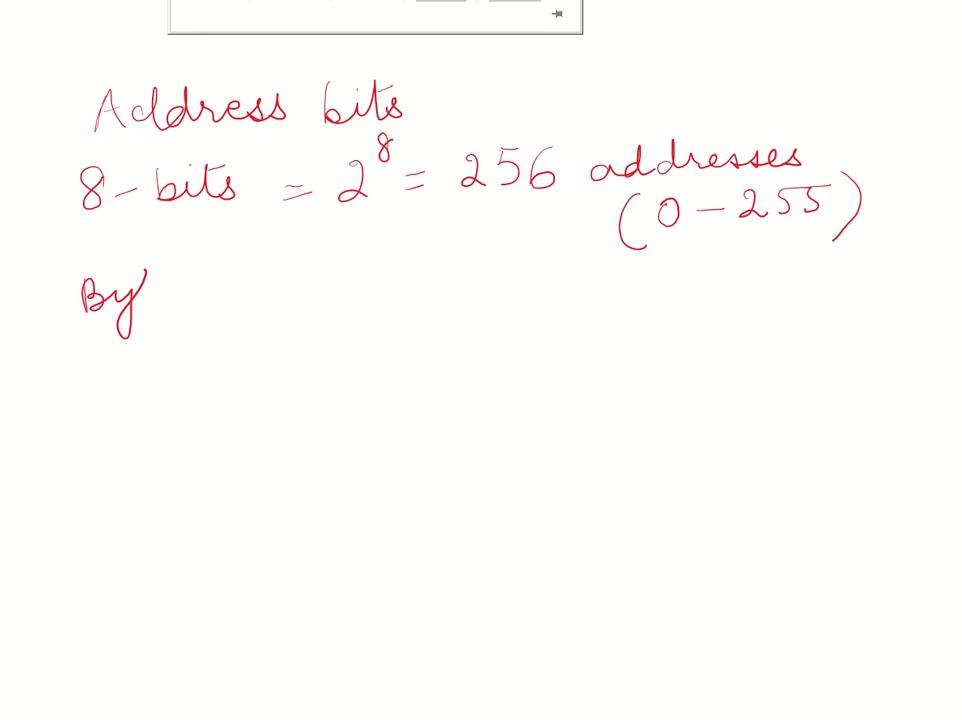 Address bits
8-bits = 2^8 = 256 addresses
(0-255)
By